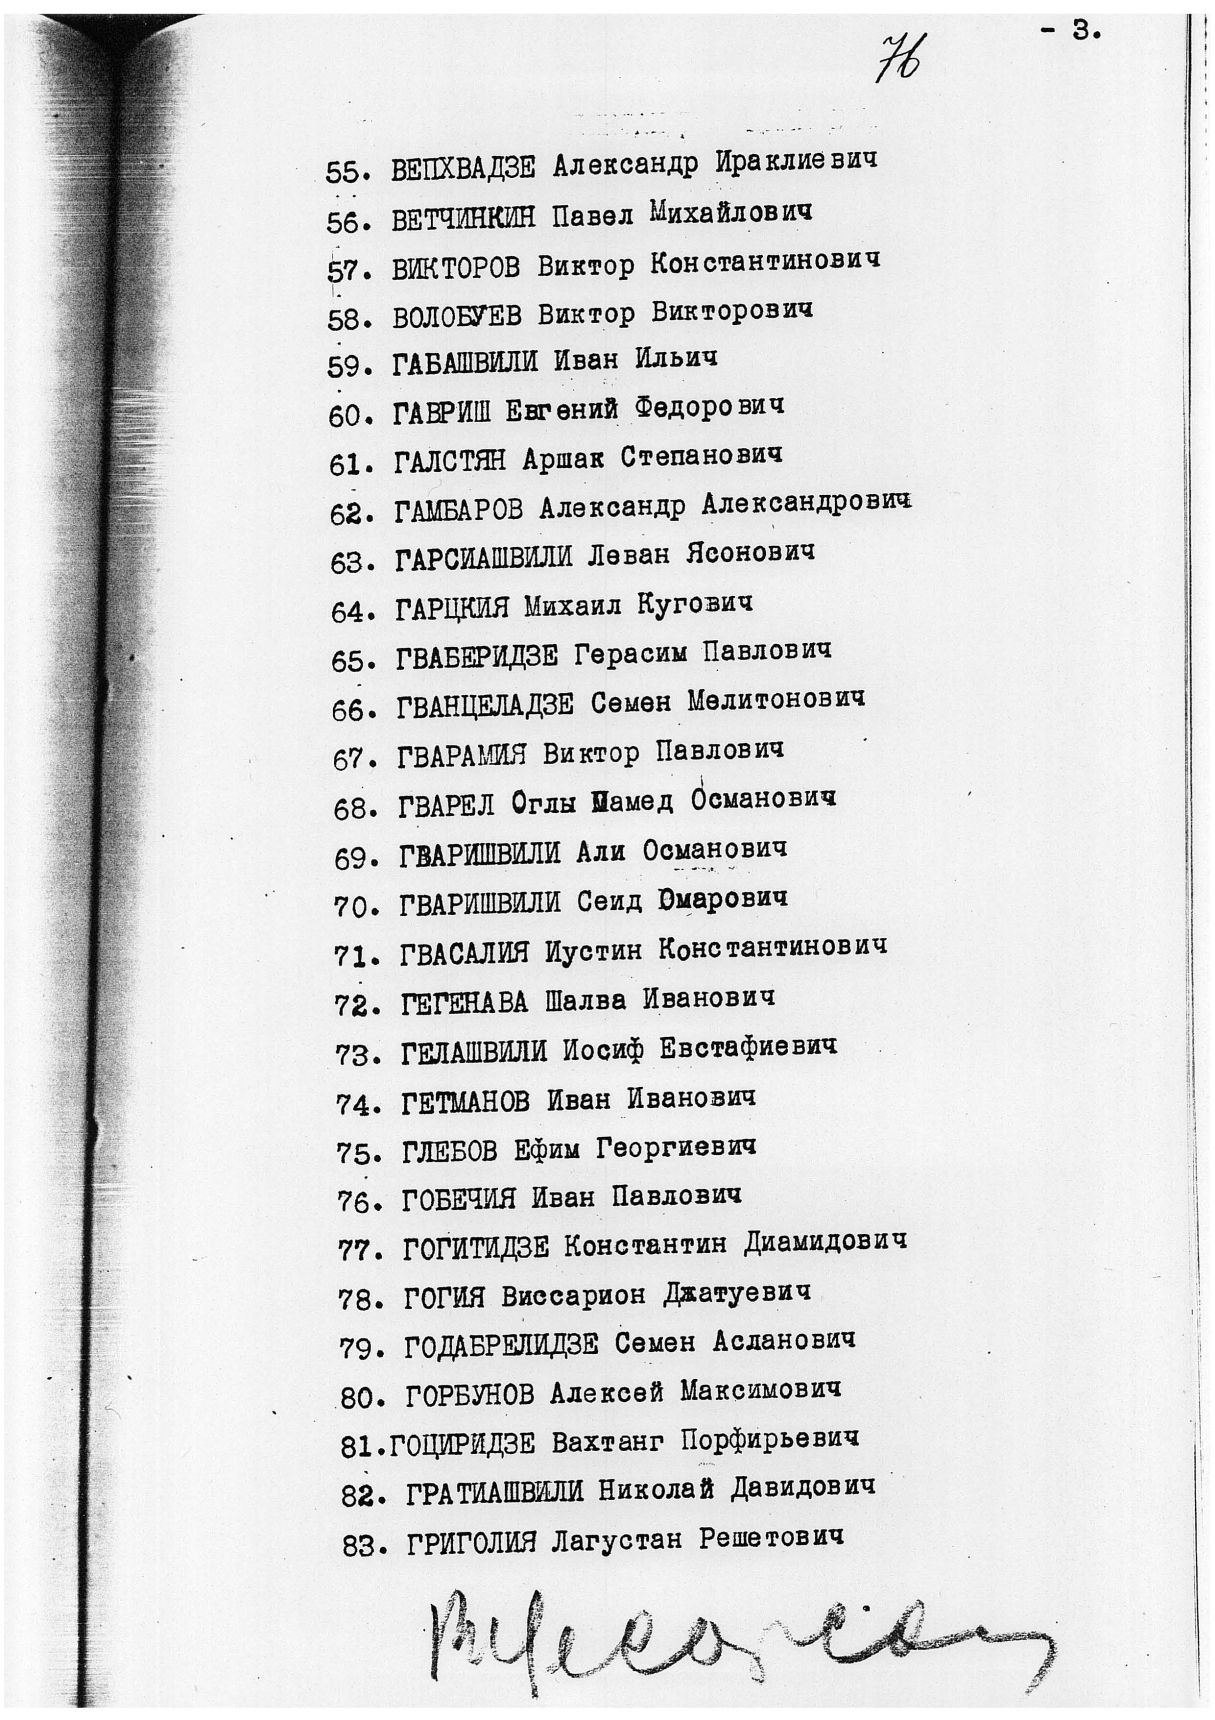 - 3.
76
55. ВЕПХВАДЗЕ Александр Ираклиевич
56. ВЕТЧИНКИН Павел Михайлович
57. ВИКТОРОВ Виктор Константинович
58. ВОЛОБУЕВ Виктор Викторович
59. ГАБАШВИЛИ Иван Ильич
60. ГАВРИШ Евгений Федорович
61. ГАЛСТЯН Аршак Степанович
62. ГАМБАРОВ Александр Александрович
63. ГАРСИАШВИЛИ Леван Ясонович
64. ГАРЦКИЯ Михаил Кугович
65. ГВАБЕРИДЗЕ Герасим Павлович
66. ГВАНЦЕЛАДЗЕ Семен Мелитонович
67. ГВАРАМИЯ Виктор Павлович
68. ГВАРЕЛ Оглы Османович
69. ГВАРИШВИЛИ Али Османович
70. ГВАРИШВИЛИ Сеид Омарович
71. ГВАСАЛИЯ Иустин Константинович
72. ГЕГЕНАВА Шалва Иванович
73. ГЕЛАШВИЛИ Иосиф Евстафиевич
74. ГЕТМАНОВ Иван Иванович
75. ГЛЕБОВ Ефим Георгиевич
76. ГОБЕЧИЯ Иван Павлович
77. ГОГИТИДЗЕ Константин Диамидович
78. ГОГИЯ Виссарион Джатуевич
79. ГОДАБРЕЛИДЗЕ Семен Асланович
80. ГОРБУНОВ Алексей Максимович
81.ГОЦИРИДЗЕ Вахтанг Порфирьевич
82. ГРАТИАШВИЛИ Николай Давидович
83. ГРИГОЛИЯ Лагустан Решетович